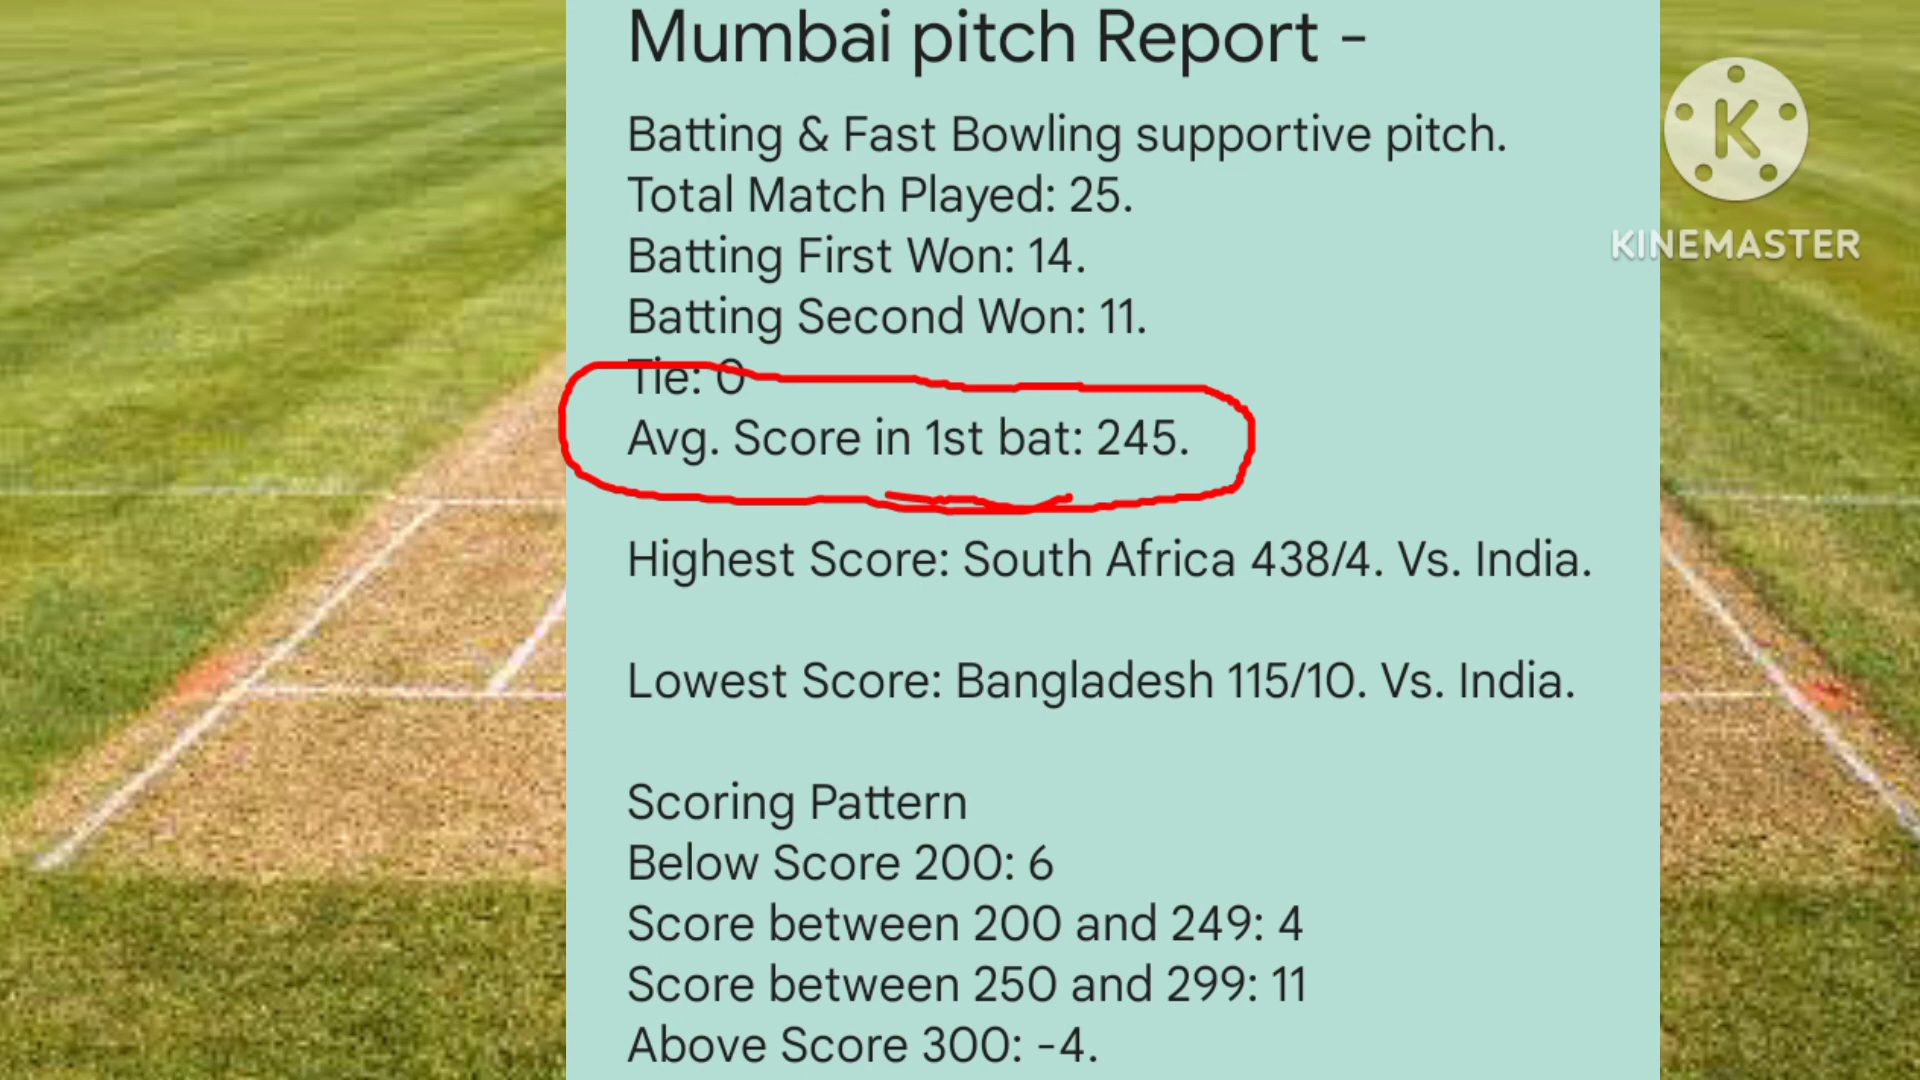 Mumbai pitch Report -
Batting & Fast Bowling supportive pitch.
Total Match Played: 25.
Batting First Won: 14.
Batting Second Won: 11.
Tie: 0
Avg. Score in 1st bat: 245.
Highest Score: South Africa 438/4. Vs. India.
Lowest Score: Bangladesh 115/10. Vs. India.
Scoring Pattern
Below Score 200: 6
Score between 200 and 249: 4
Score between 250 and 299: 11
Above Score 300: -4.
K
KINEMASTER